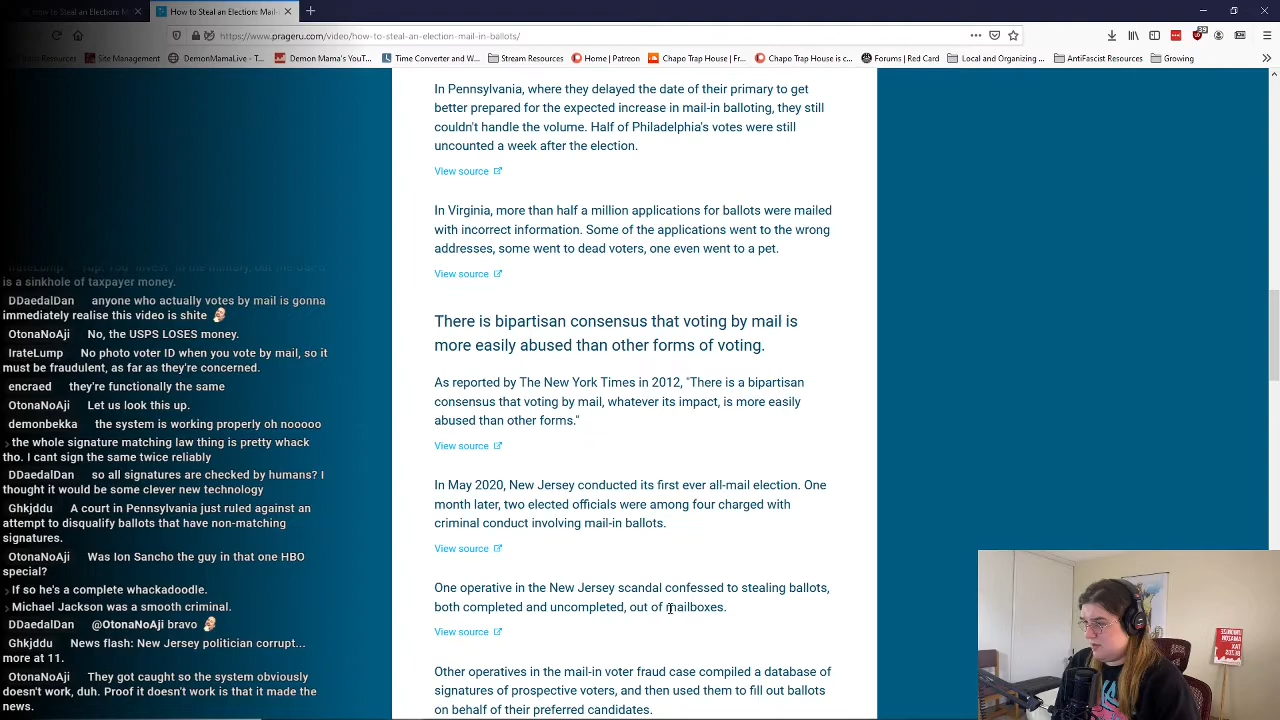 How to Steal an Election: M
How to Steal an Election: Mail-
https://www.prageru.com/video/how-to-steal-an-election-mail-in-ballots/
Resources
Site Management
DemonMamaLive - T...
Demon Mama's YouT...
Time Converter and W...
Stream Resources
Home | Patreon
Chapo Trap House | Fr...
Chapo Trap House is c...
Forums | Red Card
Local and Organizing ...
AntiFascist Resources
Growing
In Pennsylvania, where they delayed the date of their primary to get
better prepared for the expected increase in mail-in balloting, they still
couldn't handle the volume. Half of Philadelphia's votes were still
uncounted a week after the election.
View source
In Virginia, more than half a million applications for ballots were mailed
with incorrect information. Some of the applications went to the wrong
addresses, some went to dead voters, one even went to a pet.
View source
There is bipartisan consensus that voting by mail is
more easily abused than other forms of voting.
As reported by The New York Times in 2012, "There is a bipartisan
consensus that voting by mail, whatever its impact, is more easily
abused than other forms."
View source
In May 2020, New Jersey conducted its first ever all-mail election. One
month later, two elected officials were among four charged with
criminal conduct involving mail-in ballots.
View source
One operative in the New Jersey scandal confessed to stealing ballots,
both completed and uncompleted, out of mailboxes.
View source
Other operatives in the mail-in voter fraud case compiled a database of
signatures of prospective voters, and then used them to fill out ballots
on behalf of their preferred candidates.
IrateLump
is a sinkhole of taxpayer money.
DDaedalDan anyone who actually votes by mail is gonna
immediately realise this video is shite
OtonaNoAji No, the USPS LOSES money.
IrateLump No photo voter ID when you vote by mail, so it
must be fraudulent, as far as they're concerned.
encraed they're functionally the same
OtonaNoAji Let us look this up.
demonbekka the system is working properly oh nooooo
the whole signature matching law thing is pretty whack
tho. I cant sign the same twice reliably
DDaedalDan so all signatures are checked by humans? I
thought it would be some clever new technology
Ghkjddu A court in Pennsylvania just ruled against an
attempt to disqualify ballots that have non-matching
signatures.
OtonaNoAji Was Ion Sancho the guy in that one HBO
special?
If so he's a complete whackadoodle.
Michael Jackson was a smooth criminal.
DDaedalDan @OtonaNoAji bravo
Ghkjddu News flash: New Jersey politician corrupt...
more at 11.
OtonaNoAji They got caught so the system obviously
doesn't work, duh. Proof it doesn't work is that it made the
news.